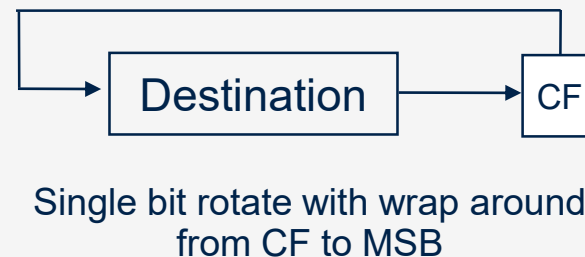 Destination
CF
Single bit rotate with wrap around
from CF to MSB